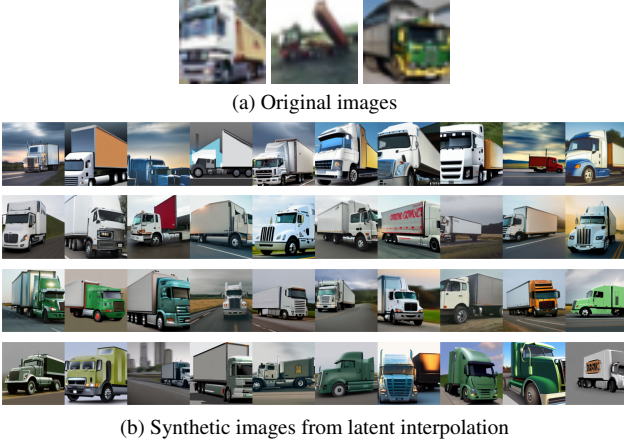 (a) Original images
(b) Synthetic images from latent interpolation